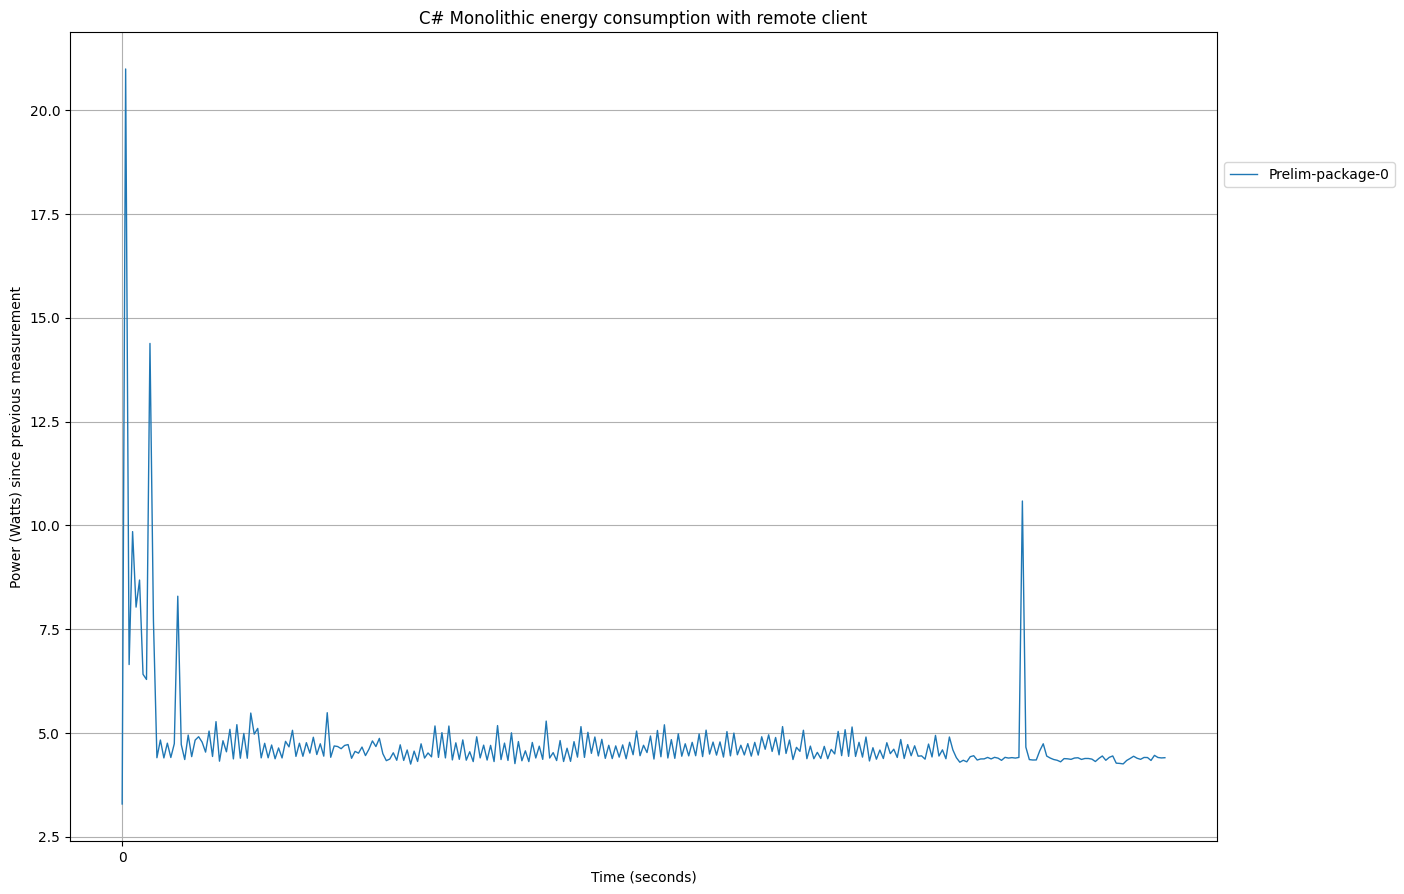 C# Monolithic energy consumption with remote client
Power (Watts) since previous measurement
20.0
17.5
15.0
12.5
10.0
7.5
5.0
2.5
Prelim-package-0
0
Time (seconds)